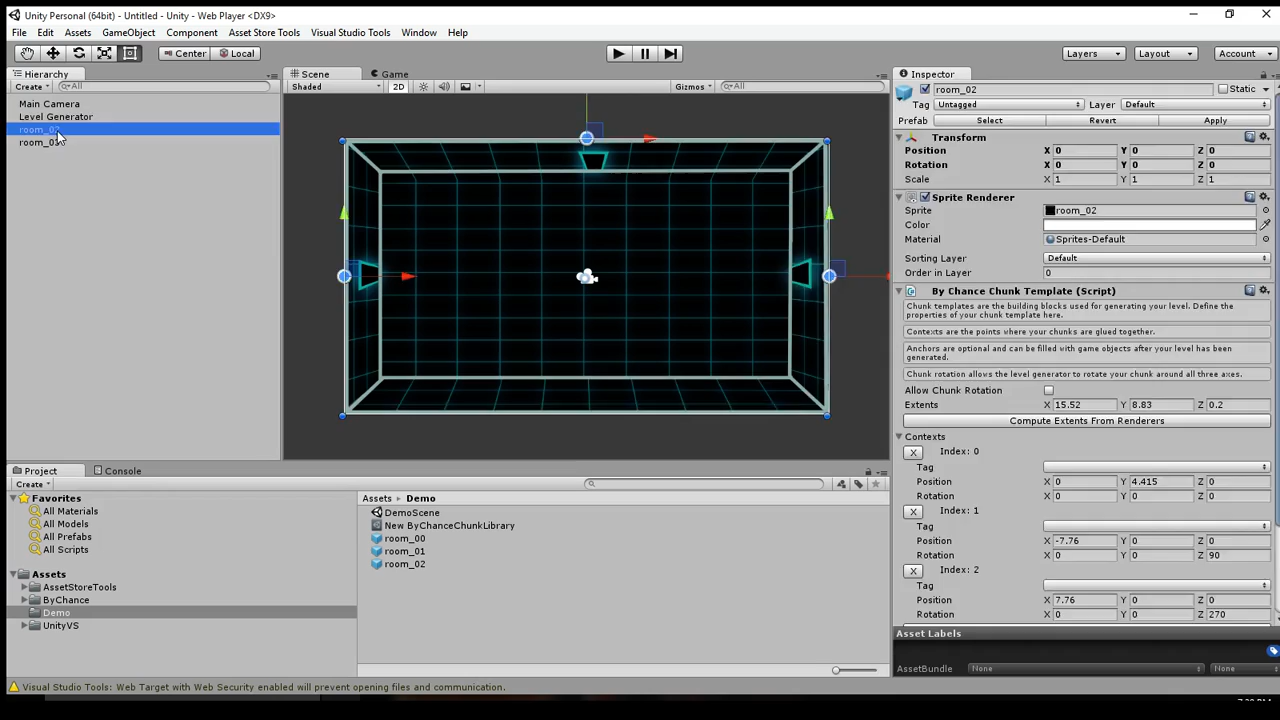 Unity Personal (64bit) - Untitled - Unity - Web Player <DX9>
File Edit Assets GameObject Component Asset Store Tools Visual Studio Tools Window Help
Center Local Layers Layout Account
Hierarchy
Create All
Main Camera
Level Generator
room_02
Scene Game
Shaded 2D Gizmos All
Inspector
room_02 Static
Tag Untagged Layer Default
Prefab Select Revert Apply
Transform
Position X 0 Y 0 Z 0
Rotation X 0 Y 0 Z 0
Scale X 1 Y 1 Z 1
Sprite Renderer
Sprite room_02
Color
Material Sprites-Default
Sorting Layer Default
Order in Layer 0
By Chance Chunk Template (Script)
Chunk templates are the building blocks used for generating your level. Define the
properties of your chunk template here.
Contexts are the points where your chunks are glued together.
Anchors are optional and can be filled with game objects after your level has been
generated.
Chunk rotation allows the level generator to rotate your chunk around all three axes.
Allow Chunk Rotation
Extents X 15.52 Y 8.83 Z 0.2
Compute Extents From Renderers
Contexts
X Index: 0
Tag
Position X 0 Y 4.415 Z 0
Rotation X 0 Y 0 Z 0
X Index: 1
Tag
Position X -7.76 Y 0 Z 0
Rotation X 0 Y 0 Z 90
X Index: 2
Tag
Position X 7.76 Y 0 Z 0
Rotation X 0 Y 0 Z 270
Asset Labels
AssetBundle None None
Project Console
Create
Favorites
All Materials
All Models
All Prefabs
All Scripts
Assets
AssetStoreTools
ByChance
Demo
UnityVS
Assets Demo
DemoScene
New ByChanceChunkLibrary
room_00
room_01
room_02
Visual Studio Tools: Web Target with Web Security enabled will prevent opening files and communication.